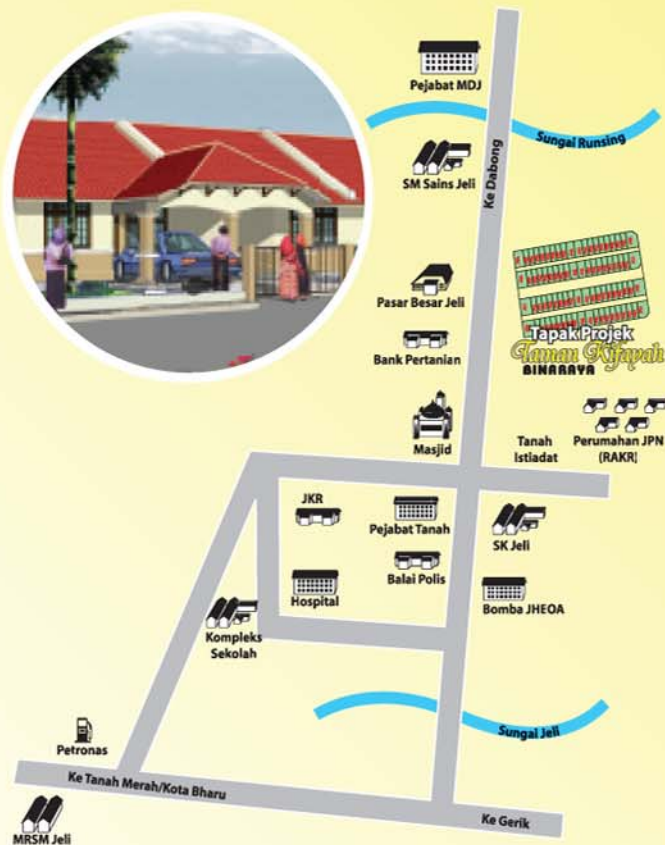 Pejabat MDJ
Sungai Runsing
SM Sains Jeli
Ke Dabong
Pasar Besar Jeli
Tapak Projek
Taman Kifayah
BINARAYA
Bank Pertanian
Masjid
Tanah
Istiadat
Perumahan JPN
(RAKR)
JKR
Pejabat Tanah
SK Jeli
Balai Polis
Hospital
Bomba JHEOA
Kompleks
Sekolah
Sungai Jeli
Petronas
Ke Tanah Merah/Kota Bharu
Ke Gerik
MRSM Jeli